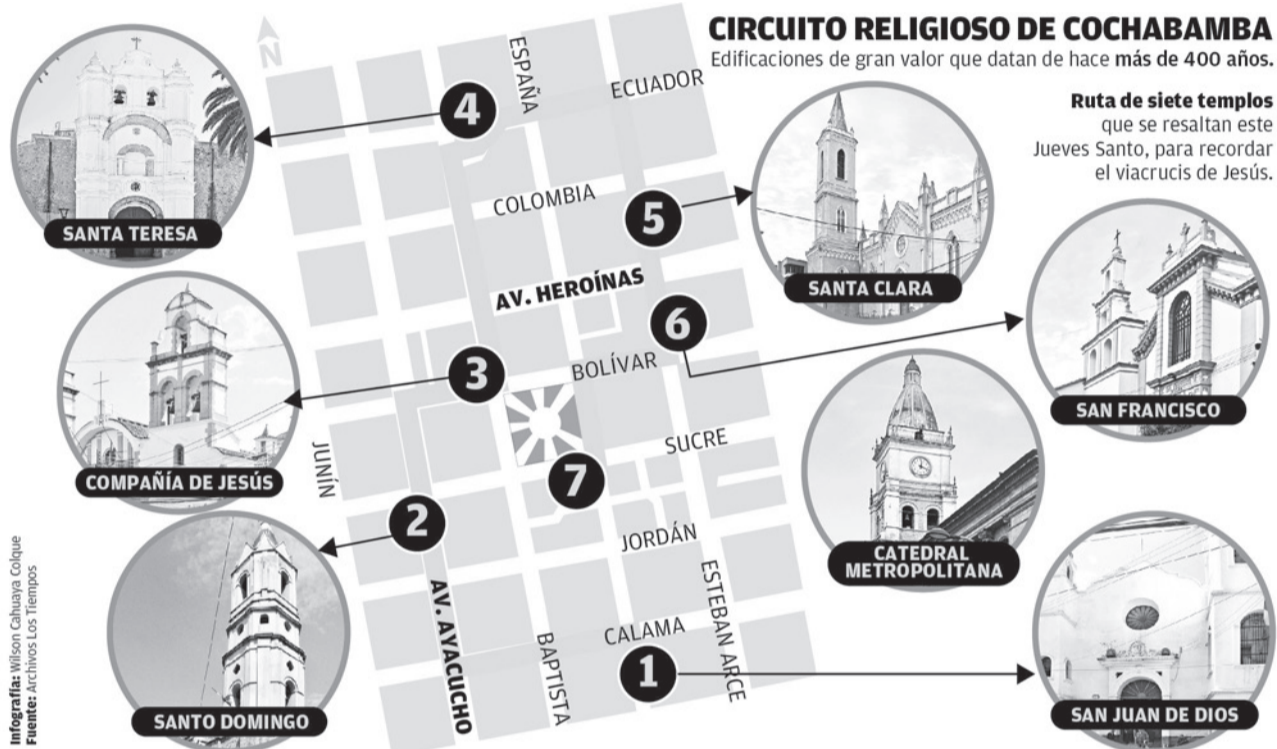 CIRCUITO RELIGIOSO DE COCHABAMBA
Edificaciones de gran valor que datan de hace más de 400 años.
Ruta de siete templos
que se resaltan este
Jueves Santo, para recordar
el viacrucis de Jesús.
N
ESPAÑA
ECUADOR
4
SANTA TERESA
COLOMBIA
5
SANTA CLARA
AV. HEROÍNAS
6
SAN FRANCISCO
3
BOLÍVAR
COMPAÑÍA DE JESÚS
JUNÍN
SUCRE
7
CATEDRAL
METROPOLITANA
2
JORDÁN
SANTO DOMINGO
AV. AYACUCHO
BAPTISTA
CALAMA
ESTEBAN ARCE
1
SAN JUAN DE DIOS
Infografía: Wilson Cahuaya Colque
Fuente: Archivos Los Tiempos